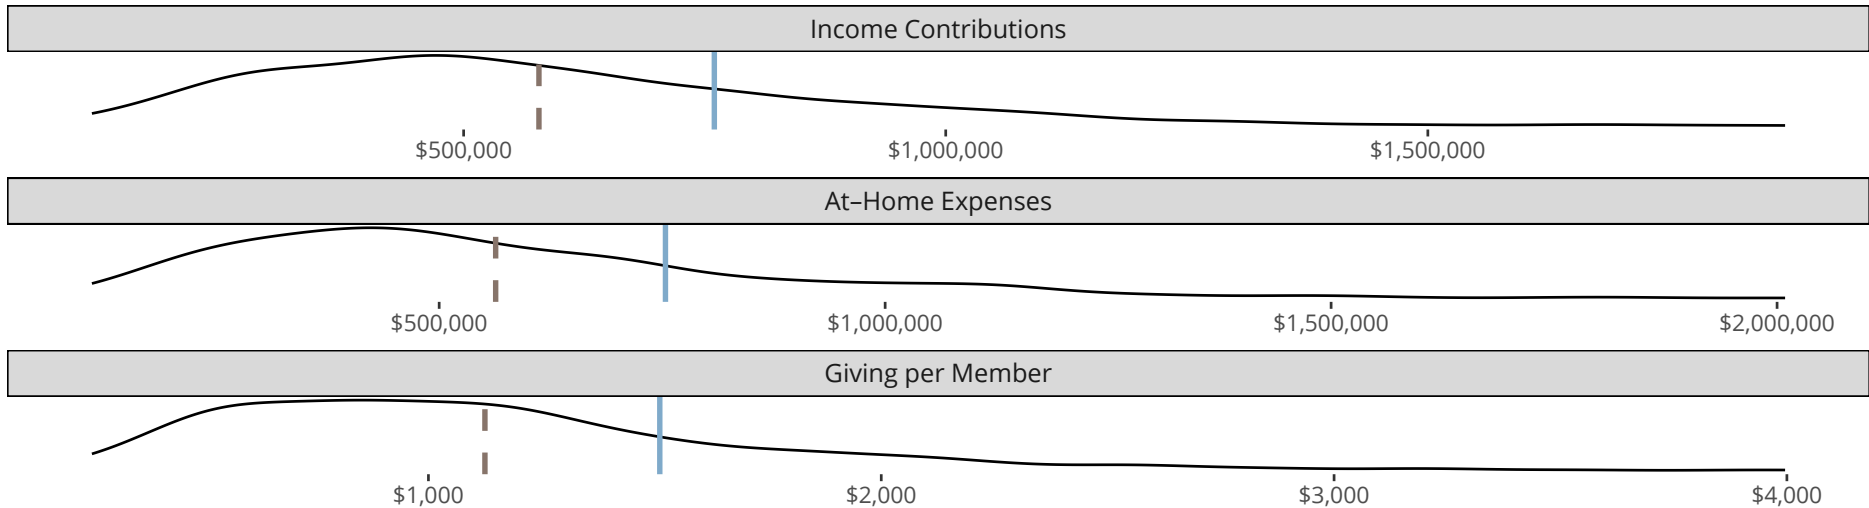 Income Contributions
$500,000 $1,000,000 $1,500,000
At–Home Expenses
$500,000 $1,000,000 $1,500,000 $2,000,000
Giving per Member
$1,000 $2,000 $3,000 $4,000